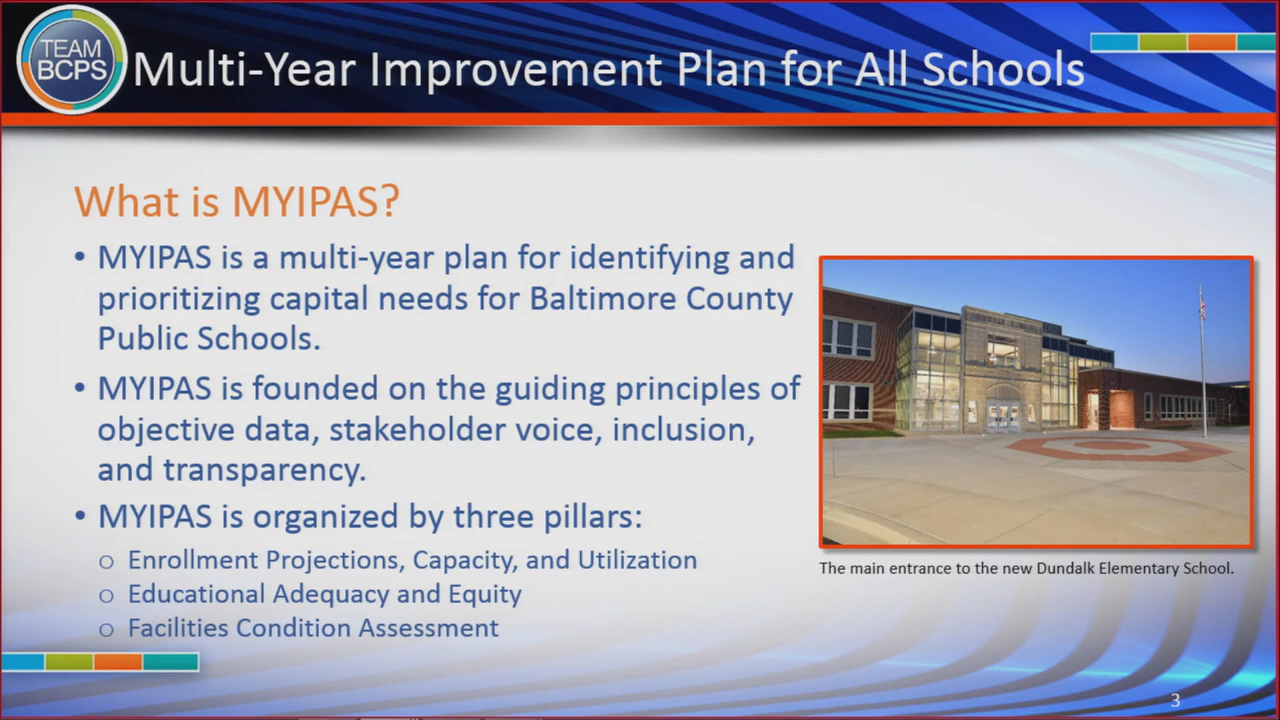 TEAM
BCPS
Multi-Year Improvement Plan for All Schools
What is MYIPAS?
• MYIPAS is a multi-year plan for identifying and
prioritizing capital needs for Baltimore County
Public Schools.
• MYIPAS is founded on the guiding principles of
objective data, stakeholder voice, inclusion,
and transparency.
• MYIPAS is organized by three pillars:
o Enrollment Projections, Capacity, and Utilization
o Educational Adequacy and Equity
o Facilities Condition Assessment
The main entrance to the new Dundalk Elementary School.
3